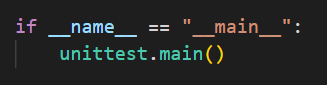 if __name__ == "__main__":
    unittest.main()